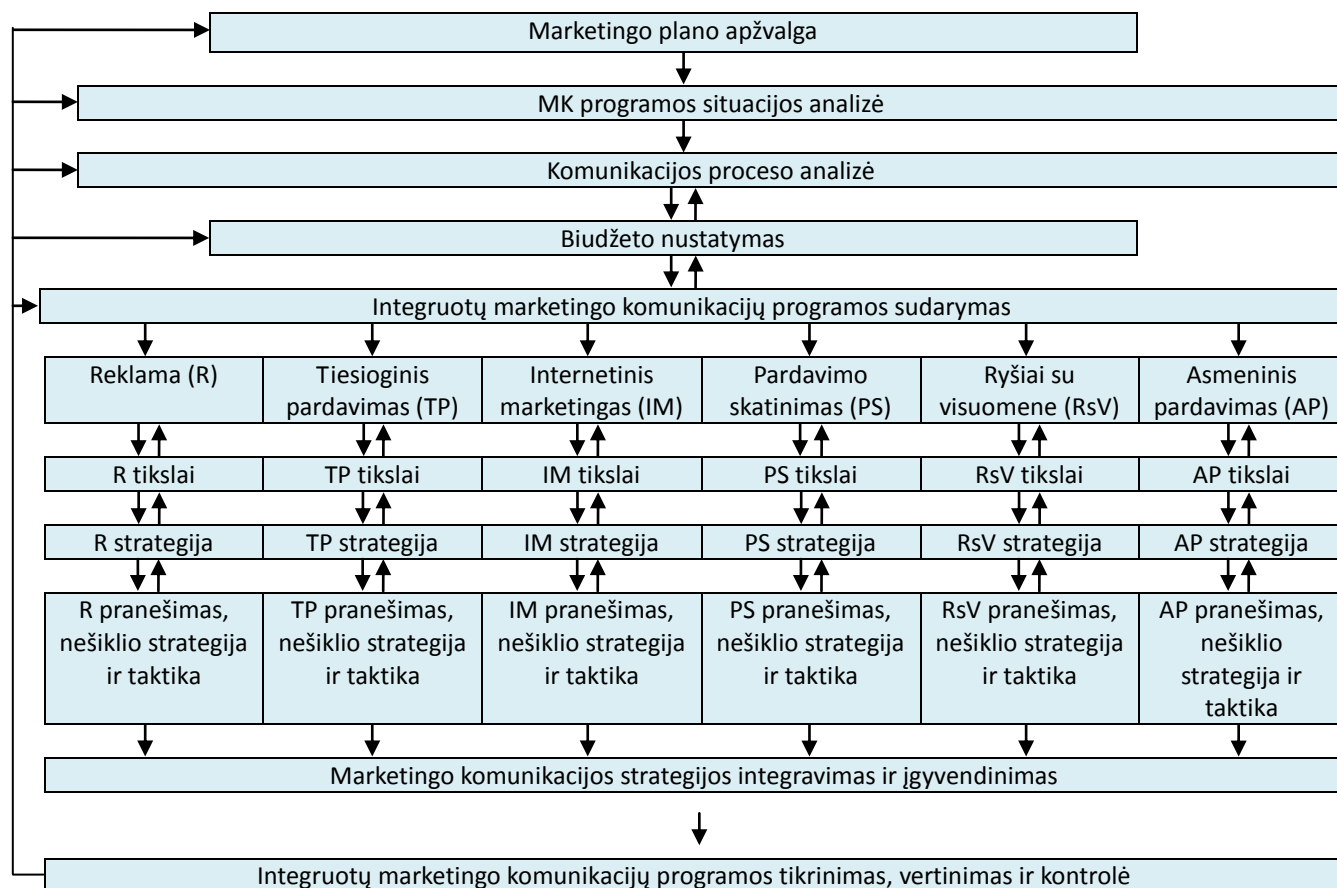 Marketingo plano apžvalga
MK programos situacijos analizė
Komunikacijos proceso analizė
Biudžeto nustatymas
Integruotų marketingo komunikacijų programos sudarymas
Reklama (R)
Tiesioginis
pardavimas (TP)
Internetinis
marketingas (IM)
Pardavimo
skatinimas (PS)
Ryšiai su
visuomene (RsV)
Asmeninis
pardavimas (AP)
R tikslai
TP tikslai
IM tikslai
PS tikslai
RsV tikslai
AP tikslai
R strategija
TP strategija
IM strategija
PS strategija
RsV strategija
AP strategija
R pranešimas,
nešiklio strategija
ir taktika
TP pranešimas,
nešiklio strategija
ir taktika
IM pranešimas,
nešiklio strategija
ir taktika
PS pranešimas,
nešiklio strategija
ir taktika
RsV pranešimas,
nešiklio strategija
ir taktika
AP pranešimas,
nešiklio
strategija ir
taktika
Marketingo komunikacijos strategijos integravimas ir įgyvendinimas
Integruotų marketingo komunikacijų programos tikrinimas, vertinimas ir kontrolė